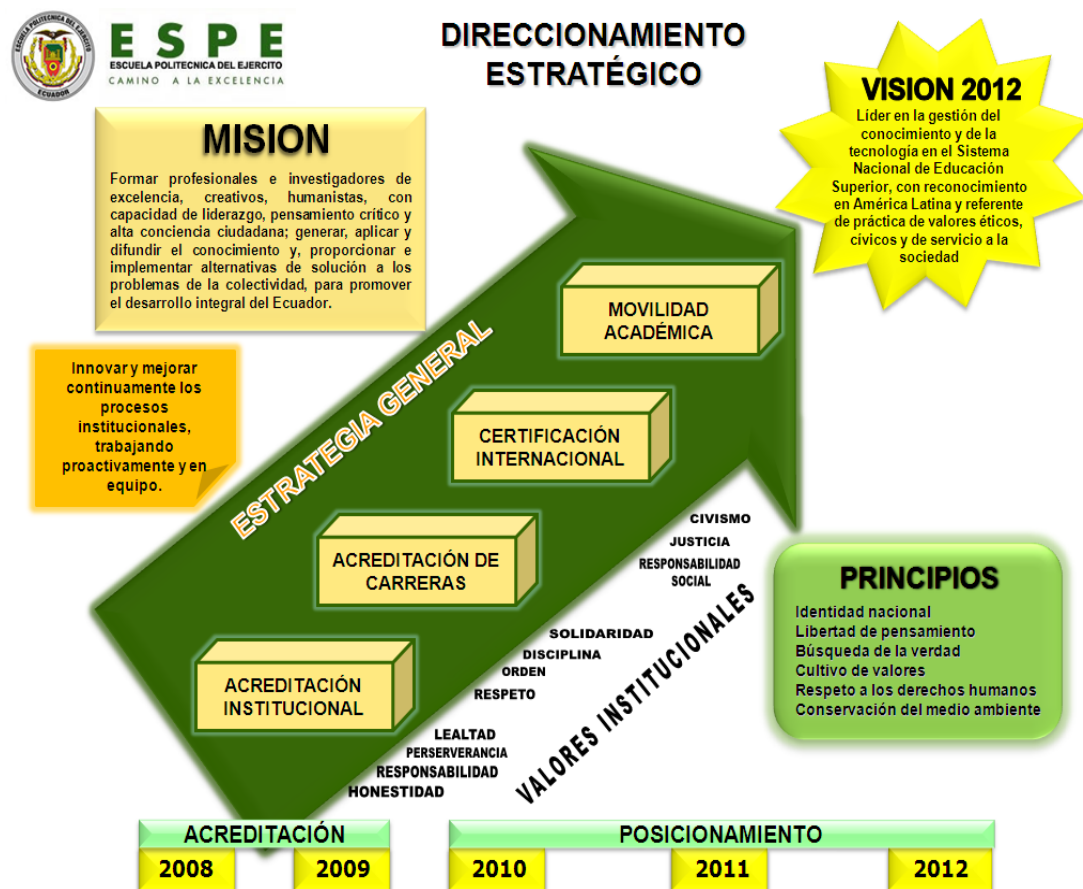 ESCUELA POLITECNICA DEL EJERCITO
ECUADOR
ESPE
ESCUELA POLITECNICA DEL EJERCITO
CAMINO A LA EXCELENCIA
DIRECCIONAMIENTO
ESTRATÉGICO
MISION
Formar profesionales e investigadores de
excelencia, creativos, humanistas, con
capacidad de liderazgo, pensamiento crítico y
alta conciencia ciudadana; generar, aplicar y
difundir el conocimiento y, proporcionar e
implementar alternativas de solución a los
problemas de la colectividad, para promover
el desarrollo integral del Ecuador.
VISION 2012
Líder en la gestión del
conocimiento y de la
tecnología en el Sistema
Nacional de Educación
Superior, con reconocimiento
en América Latina y referente
de práctica de valores éticos,
cívicos y de servicio a la
sociedad
Innovar y mejorar
continuamente los
procesos
institucionales,
trabajando
proactivamente y en
equipo.
ESTRATEGIA GENERAL
MOVILIDAD
ACADÉMICA
CERTIFICACIÓN
INTERNACIONAL
ACREDITACIÓN DE
CARRERAS
ACREDITACIÓN
INSTITUCIONAL
CIVISMO
JUSTICIA
RESPONSABILIDAD
SOCIAL
SOLIDARIDAD
DISCIPLINA
ORDEN
RESPETO
LEALTAD
PERSERVERANCIA
RESPONSABILIDAD
HONESTIDAD
VALORES INSTITUCIONALES
PRINCIPIOS
Identidad nacional
Libertad de pensamiento
Búsqueda de la verdad
Cultivo de valores
Respeto a los derechos humanos
Conservación del medio ambiente
ACREDITACIÓN
POSICIONAMIENTO
2008
2009
2010
2011
2012